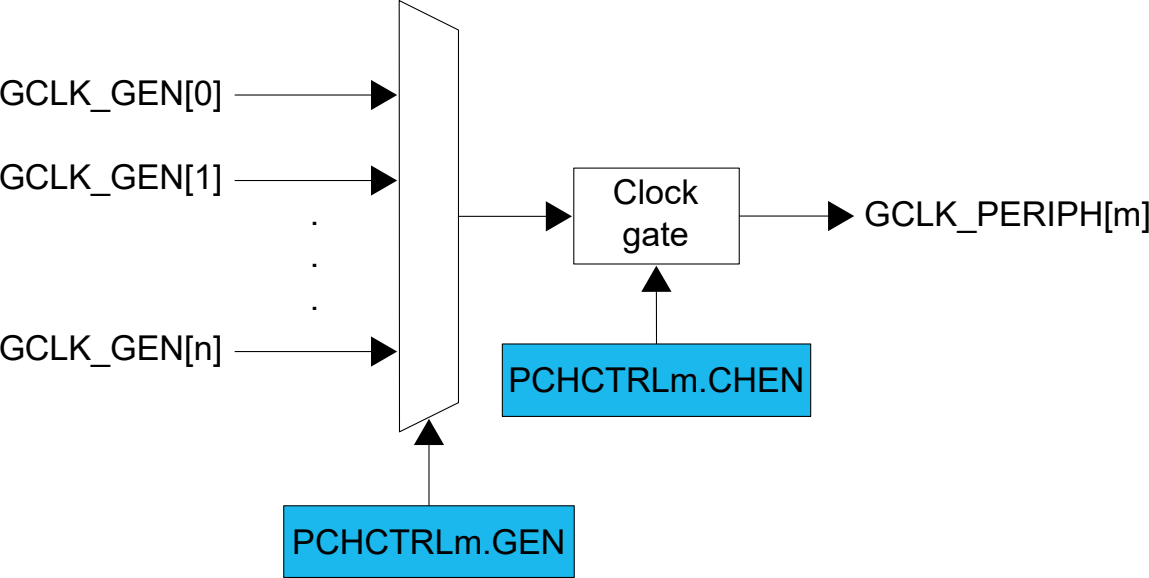 GCLK_GEN[0]
GCLK_GEN[1]
.
.
.
GCLK_GEN[n]
Clock
gate
GCLK_PERIPH[m]
PCHCTRLm.CHEN
PCHCTRLm.GEN